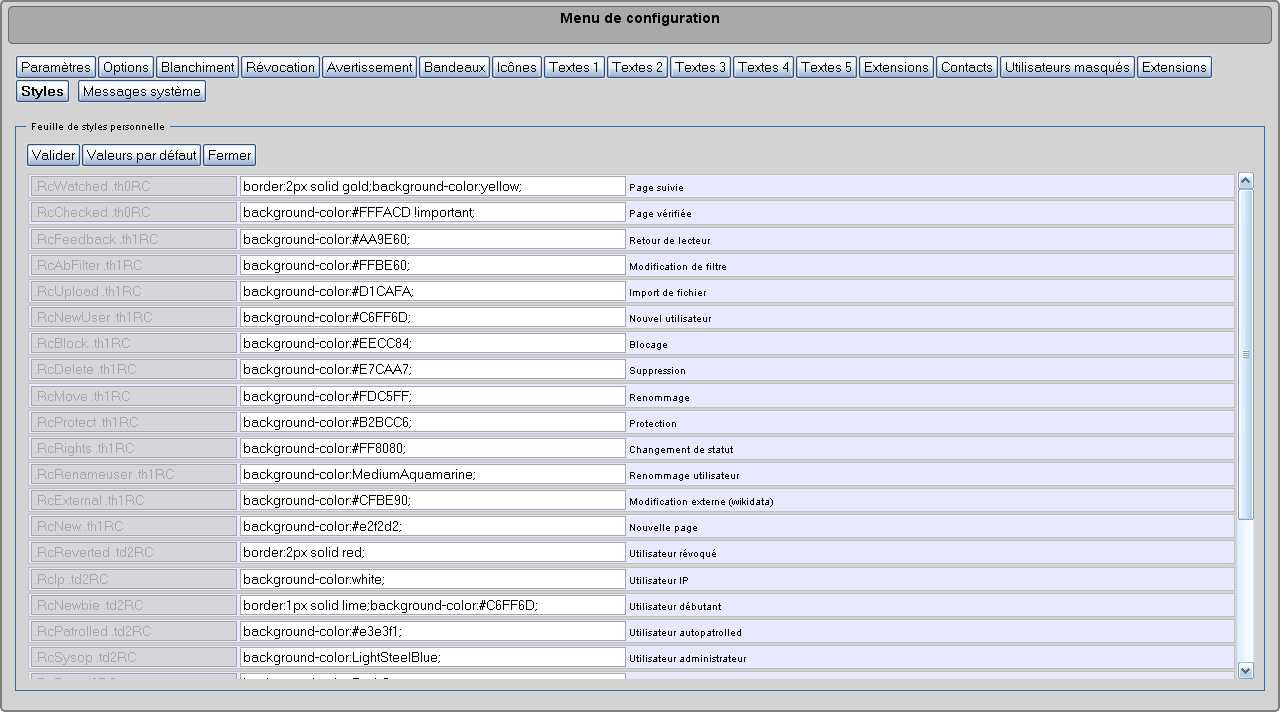 Menu de configuration
Paramètres Options Blanchiment Révocation Avertissement Bandeaux Icônes Textes 1 Textes 2 Textes 3 Textes 4 Textes 5 Extensions Contacts Utilisateurs masqués Extensions
Styles Messages système
Feuille de styles personnelle
Valider Valeurs par défaut Fermer
.RcWatched .th0RC border:2px solid gold;background-color:yellow; Page suivie
.RcChecked .th0RC background-color:#FFFACD !important; Page vérifiée
.RcFeedback .th1RC background-color:#AA9E60; Retour de lecteur
.RcAbFilter .th1RC background-color:#FFBE60; Modification de filtre
.RcUpload .th1RC background-color:#D1CAFA; Import de fichier
.RcNewUser .th1RC background-color:#C6FF6D; Nouvel utilisateur
.RcBlock .th1RC background-color:#EECC84; Blocage
.RcDelete .th1RC background-color:#E7CAA7; Suppression
.RcMove .th1RC background-color:#FDC5FF; Renommage
.RcProtect .th1RC background-color:#B2BCC6; Protection
.RcRights .th1RC background-color:#FF8080; Changement de statut
.RcRenameuser .th1RC background-color:MediumAquamarine; Renommage utilisateur
.RcExternal .th1RC background-color:#CFBE90; Modification externe (wikidata)
.RcNew .th1RC background-color:#e2f2d2; Nouvelle page
.RcReverted .td2RC border:2px solid red; Utilisateur révoqué
.RcIp .td2RC background-color:white; Utilisateur IP
.RcNewbie .td2RC border:1px solid lime;background-color:#C6FF6D; Utilisateur débutant
.RcPatrolled .td2RC background-color:#e3e3f1; Utilisateur autopatrolled
.RcSysop .td2RC background-color:LightSteelBlue; Utilisateur administrateur